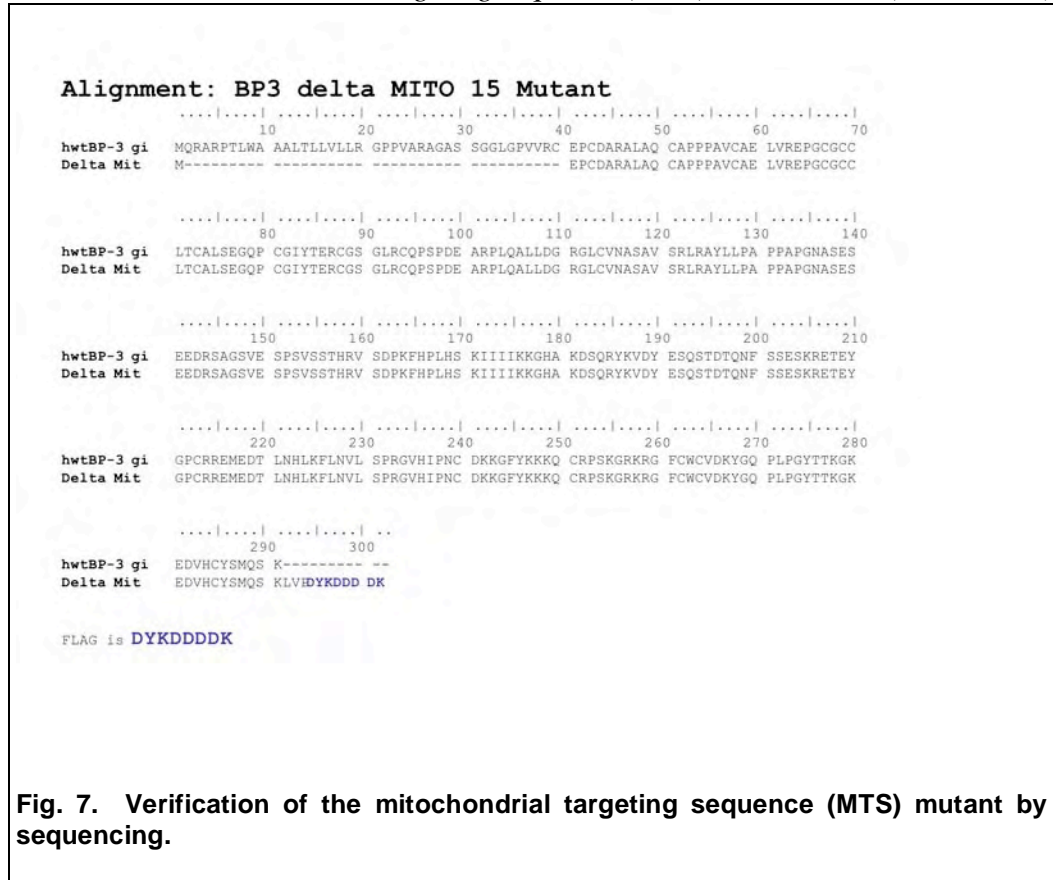 Alignment: BP3 delta MITO 15 Mutant
....|....| ....|....| ....|....| ....|....| ....|....| ....|....| ....|....|
10 20 30 40 50 60 70
hwtBP-3 gi MQRARPTLWA AALTLLVLLR GPPVARAGAS SGGLGPVVRC EPCDARALAQ CAPPPAVCAE LVREPGCGCC
Delta Mit M--------- ---------- ---------- ---------- EPCDARALAQ CAPPPAVCAE LVREPGCGCC
....|....| ....|....| ....|....| ....|....| ....|....| ....|....| ....|....|
80 90 100 110 120 130 140
hwtBP-3 gi LTCALSEGQP CGIYTERCGS GLRCQPSPDE ARPLQALLDG RGLCVNASAV SRLRAYLLPA PPAPGNASES
Delta Mit LTCALSEGQP CGIYTERCGS GLRCQPSPDE ARPLQALLDG RGLCVNASAV SRLRAYLLPA PPAPGNASES
....|....| ....|....| ....|....| ....|....| ....|....| ....|....| ....|....|
150 160 170 180 190 200 210
hwtBP-3 gi EEDRSAGSVE SPSVSSTHRV SDPKFHPLHS KIIIIKKGHA KDSQRYKVDY ESQSTDTQNF SSESKRETEY
Delta Mit EEDRSAGSVE SPSVSSTHRV SDPKFHPLHS KIIIIKKGHA KDSQRYKVDY ESQSTDTQNF SSESKRETEY
....|....| ....|....| ....|....| ....|....| ....|....| ....|....| ....|....|
220 230 240 250 260 270 280
hwtBP-3 gi GPCRREMEDT LNHLKFLNVL SPRGVHIPNC DKKGFYKKKQ CRPSKGRKRG FCWCVDKYGQ PLPGYTTKGK
Delta Mit GPCRREMEDT LNHLKFLNVL SPRGVHIPNC DKKGFYKKKQ CRPSKGRKRG FCWCVDKYGQ PLPGYTTKGK
....|....| ....|....| ..
290 300
hwtBP-3 gi EDVHCYSMQS K--------- --
Delta Mit EDVHCYSMQS KLVEDYKDDD DK
FLAG is DYKDDDDK
Fig. 7. Verification of the mitochondrial targeting sequence (MTS) mutant by
sequencing.